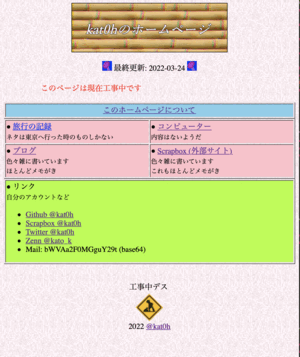 kat0hのホームページ
最終更新: 2022-03-24
このページは現在工事中です
このホームページについて
● 旅行の記録
ネタは東京へ行った時のものしかない
● コンピューター
内容はないようだ
● ブログ
色々雑に書いています
ほとんどメモがき
● Scrapbox (外部サイト)
色々雑に書いています
これもほとんどメモがき
● リンク
自分のアカウントなど
Github @kat0h
Scrapbox @kat0h
Twitter @kat0h
Zenn @kato_k
Mail: bWVAa2F0MGguY29t (base64)
工事中デス
2022 @kat0h